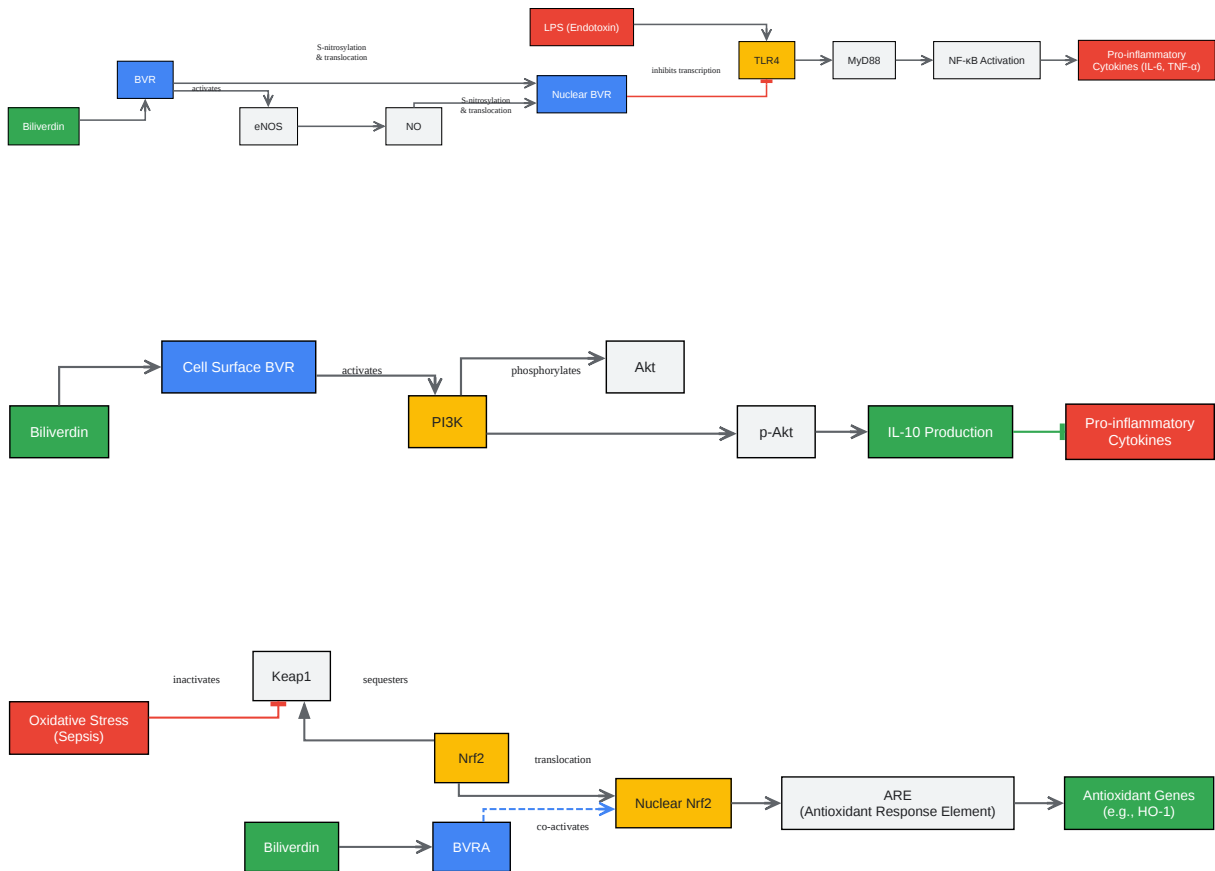 LPS (Endotoxin)
S-nitrosylation
& translocation
TLR4
MyD88
NF-κB Activation
Pro-inflammatory
Cytokines (IL-6, TNF-α)
BVR
inhibits transcription
activates
Nuclear BVR
S-nitrosylation
& translocation
Biliverdin
eNOS
NO
Cell Surface BVR
activates
phosphorylates
Akt
PI3K
Biliverdin
p-Akt
IL-10 Production
Pro-inflammatory
Cytokines
inactivates
Keap1
sequesters
Oxidative Stress
(Sepsis)
Nrf2
translocation
Nuclear Nrf2
ARE
(Antioxidant Response Element)
Antioxidant Genes
(e.g., HO-1)
co-activates
Biliverdin
BVRA